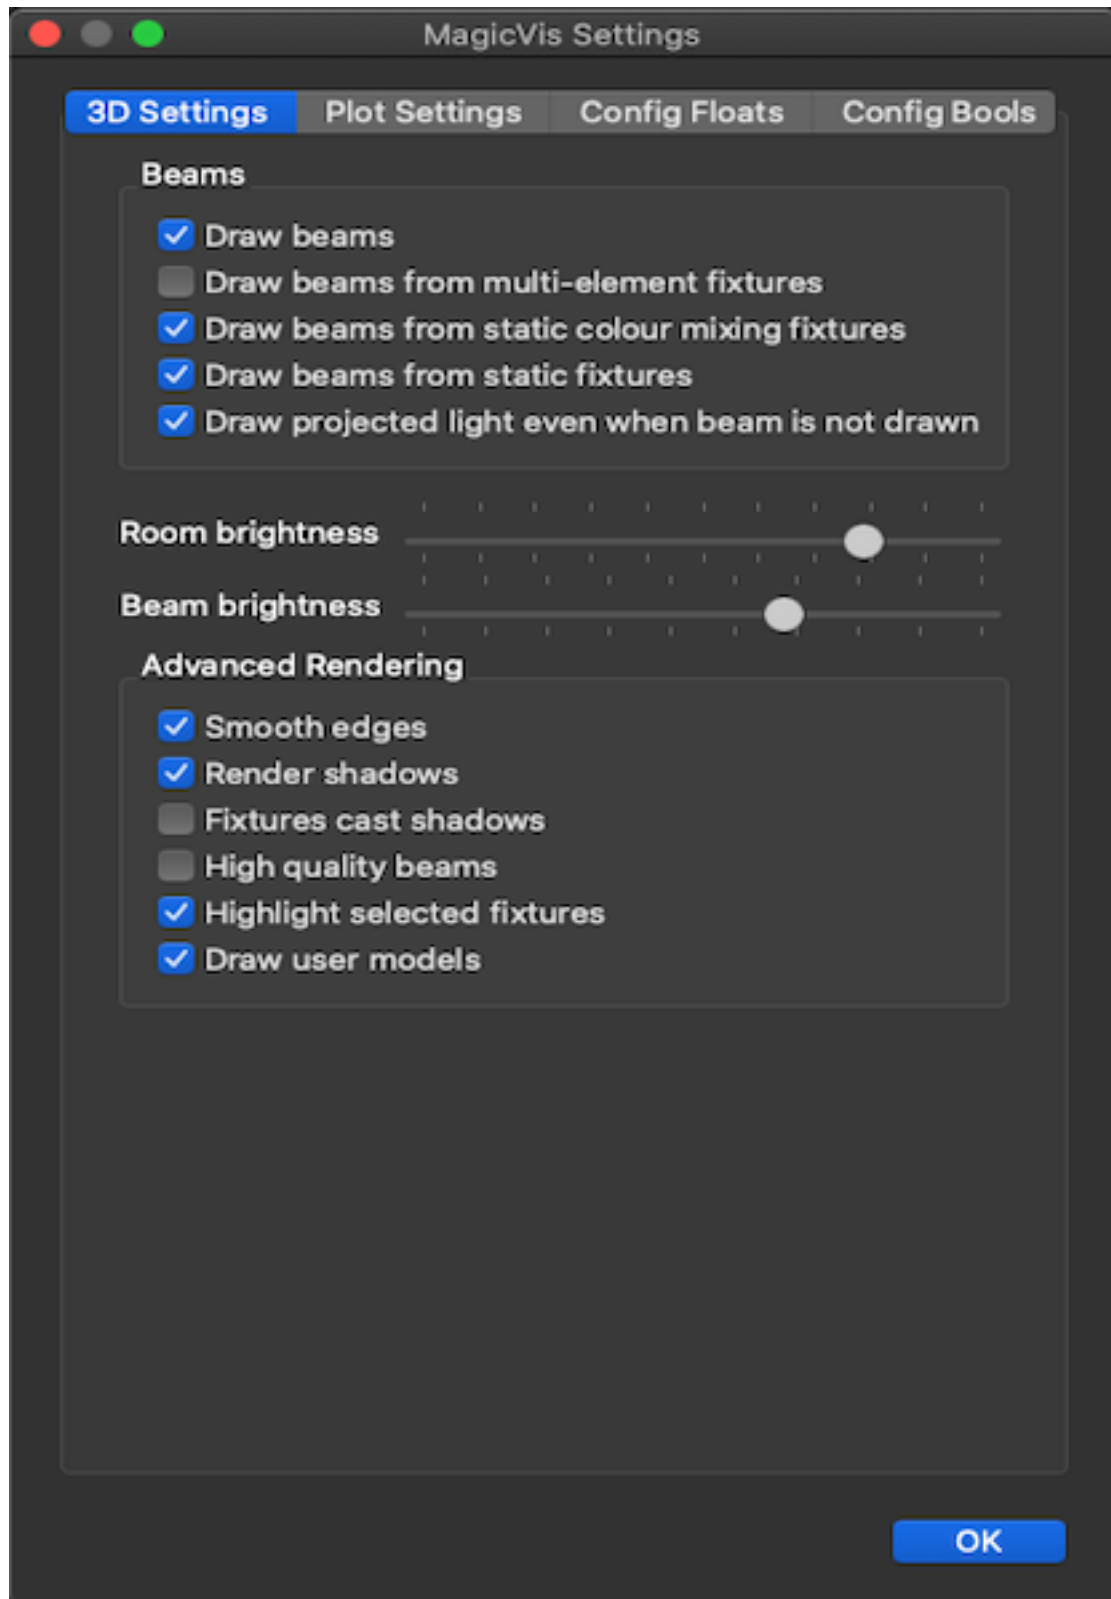 MagicVis Settings
3D Settings Plot Settings Config Floats Config Bools
Beams
Draw beams
Draw beams from multi-element fixtures
Draw beams from static colour mixing fixtures
Draw beams from static fixtures
Draw projected light even when beam is not drawn
Room brightness
Beam brightness
Advanced Rendering
Smooth edges
Render shadows
Fixtures cast shadows
High quality beams
Highlight selected fixtures
Draw user models
OK